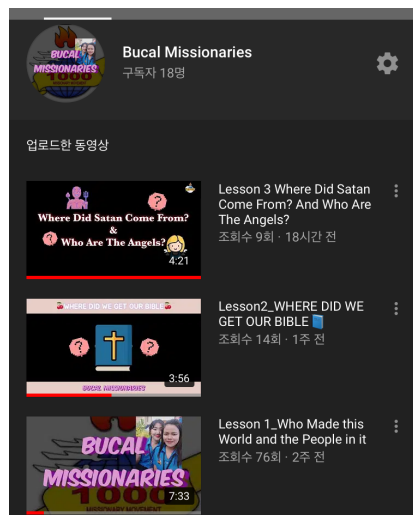 BUCAL
MISSIONARIES
1000
Bucal Missionaries
구독자 18명
업로드한 동영상
Where Did Satan Come From?
&
Who Are The Angels?
4:21
Lesson 3 Where Did Satan
Come From? And Who Are
The Angels?
조회수 9회 · 18시간 전
WHERE DID WE GET OUR BIBLE
BUCAL MISSIONARIES
3:56
Lesson2_WHERE DID WE
GET OUR BIBLE📘
조회수 14회 · 1주 전
BUCAL
MISSIONARIES
1000
MISSIONARY MOVEMENT
7:33
Lesson 1_Who Made this
World and the People in it
조회수 76회 · 2주 전